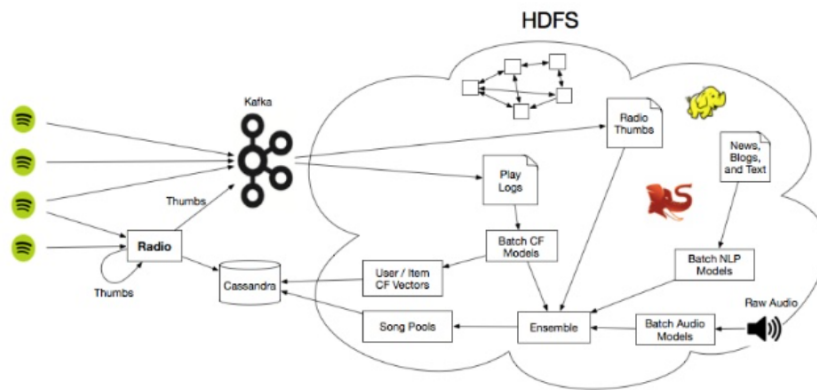 HDFS
Kafka
Radio
Thumbs
News,
Blogs,
and Text
Play
Logs
Thumbs
Radio
Batch CF
Models
Batch NLP
Models
Thumbs
Cassandra
User / Item
CF Vectors
Raw Audio
Song Pools
Ensemble
Batch Audio
Models